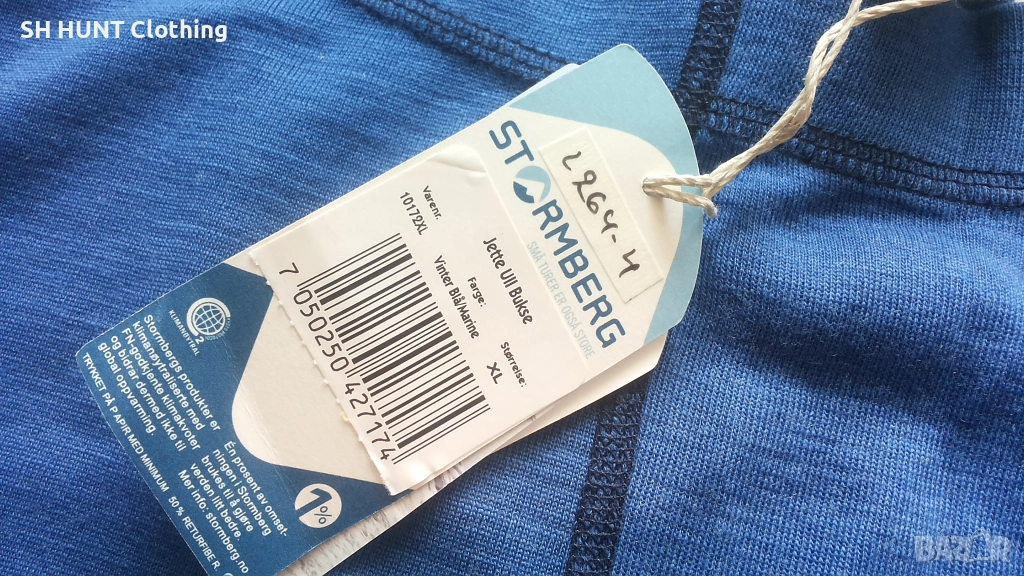 SH HUNT Clothing
STORMBERG
SMÅ TURER ER OGSÅ STORE
L264-4
Jette Ull Bukse
Varenr.
Farge:
Størrelse:
10172XL
Vinter Blå/Marine
XL
7 050250 427174
KLIMANØYTRAL
Stormbergs produkter er
klimanøytraliserte med
FN-godkjente klimakvoter
og bidrar dermed ikke til
global oppvarming.
1%
Én prosent av omset-
ningen i Stormberg
brukes til å gjøre
verden litt bedre.
Mer info: stormberg.no
TRYKKET PÅ PAPIR MED MINIMUM 50% RETURFIBER
BAZAR